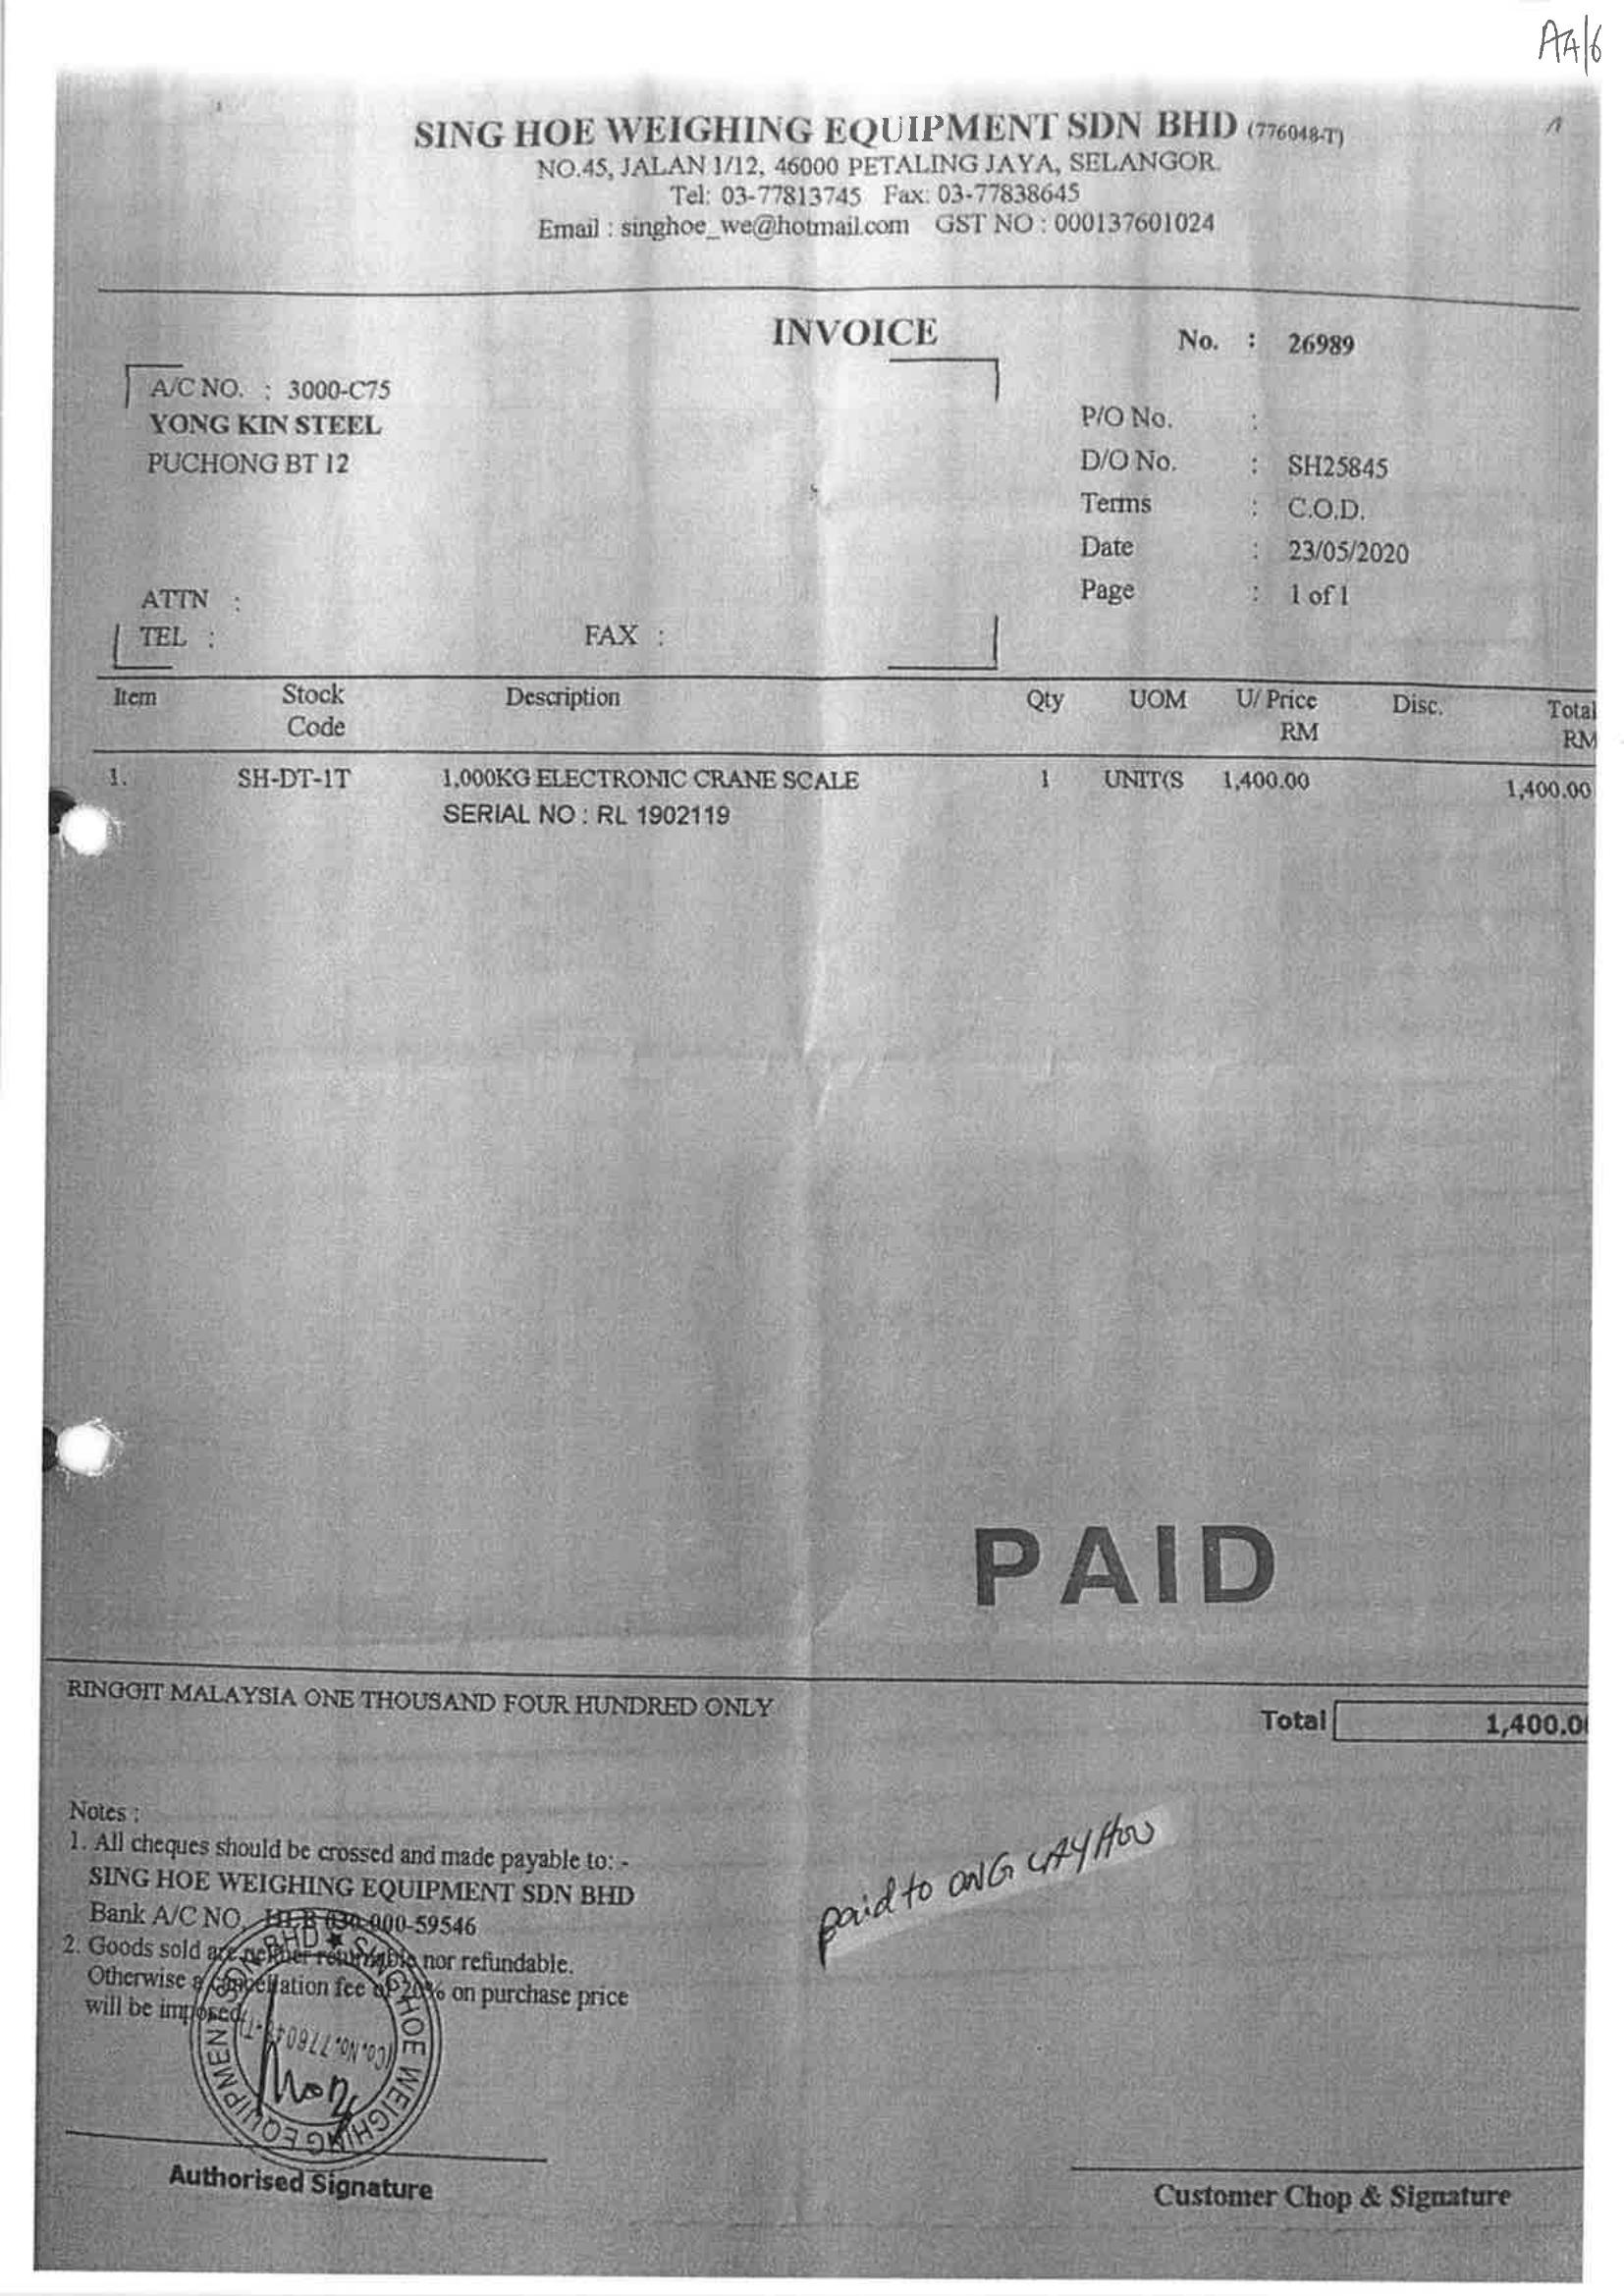 A4/6
SING HOE WEIGHING EQUIPMENT SDN BHD (776048-T)
NO.45, JALAN 1/12, 46000 PETALING JAYA, SELANGOR.
Tel: 03-77813745 Fax: 03-77838645
Email : singhoe_we@hotmail.com GST NO : 000137601024
INVOICE
No. : 26989
A/C NO. : 3000-C75
YONG KIN STEEL
PUCHONG BT 12
P/O No. :
D/O No. : SH25845
Terms : C.O.D.
Date : 23/05/2020
Page : 1 of 1
ATTN :
TEL : FAX :
Item Stock Description Qty UOM U/ Price Disc. Total
Code RM RM
1. SH-DT-1T 1,000KG ELECTRONIC CRANE SCALE 1 UNIT(S 1,400.00 1,400.00
SERIAL NO : RL 1902119
PAID
RINGGIT MALAYSIA ONE THOUSAND FOUR HUNDRED ONLY
Total 1,400.0
Notes :
1. All cheques should be crossed and made payable to: -
SING HOE WEIGHING EQUIPMENT SDN BHD
Bank A/C NO. HLB 030-000-59546
2. Goods sold are neither returnable nor refundable.
Otherwise a cancellation fee of 20% on purchase price
will be imposed.
paid to ONG LAY HOW
SING HOE WEIGHING EQUIPMENT SDN BHD
(Co. No. 776048-T)
Authorised Signature
Customer Chop & Signature